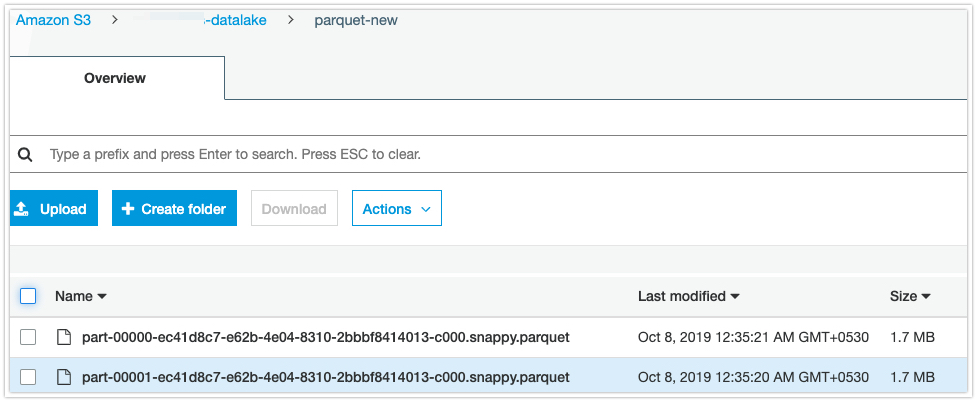 Amazon S3 > -datalake > parquet-new
Overview
Type a prefix and press Enter to search. Press ESC to clear.
Upload Create folder Download Actions
Name Last modified Size
part-00000-ec41d8c7-e62b-4e04-8310-2bbbf8414013-c000.snappy.parquet Oct 8, 2019 12:35:21 AM GMT+0530 1.7 MB
part-00001-ec41d8c7-e62b-4e04-8310-2bbbf8414013-c000.snappy.parquet Oct 8, 2019 12:35:20 AM GMT+0530 1.7 MB